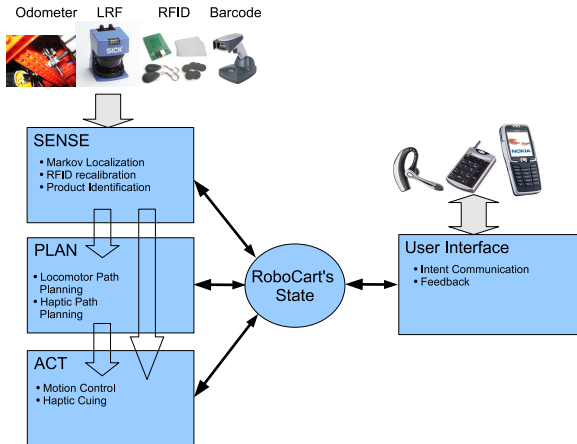 Odometer LRF RFID Barcode
SICK
SENSE
• Markov Localization
• RFID recalibration
• Product Identification
PLAN
• Locomotor Path
Planning
• Haptic Path
Planning
ACT
• Motion Control
• Haptic Cuing
RoboCart's
State
NOKIA
User Interface
• Intent Communication
• Feedback